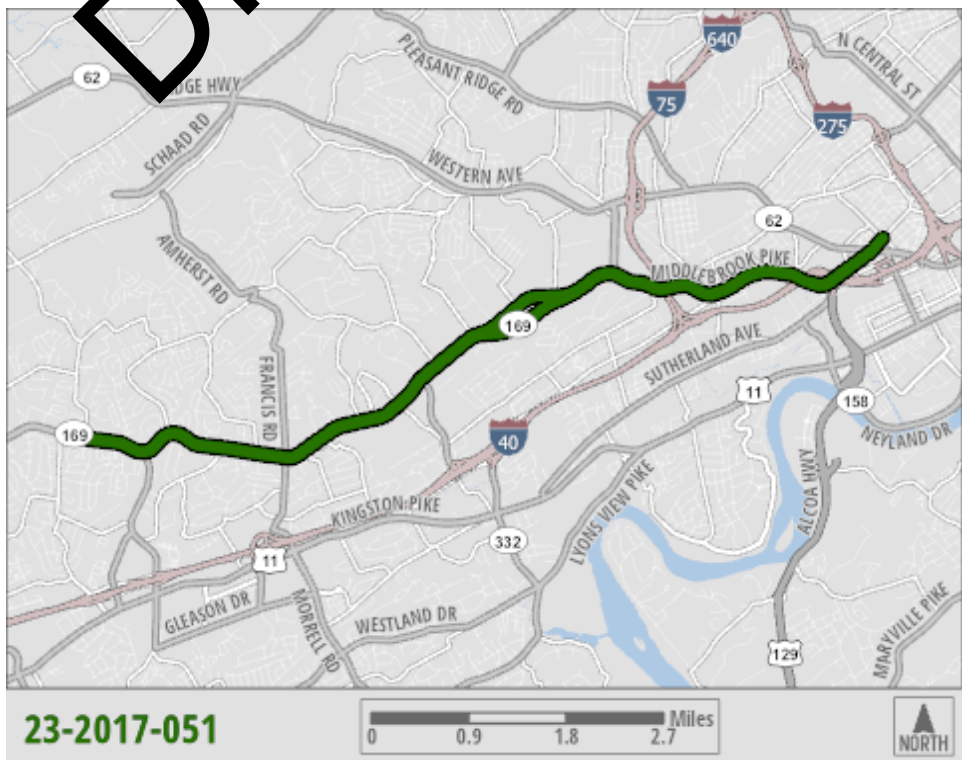 D
640
N CENTRAL ST
PLEASANT RIDGE RD
62
DGE HWY
75
275
SCHAAD RD
WESTERN AVE
62
AMHERST RD
MIDDLEBROOK PIKE
169
SUTHERLAND AVE
FRANCIS RD
11
158
169
40
NEYLAND DR
KINGSTON PIKE
LYONS VIEW PIKE
ALCOA HWY
332
11
GLEASON DR
MORRELL RD
WESTLAND DR
MARYVILLE PIKE
129
23-2017-051
Miles
0 0.9 1.8 2.7
NORTH